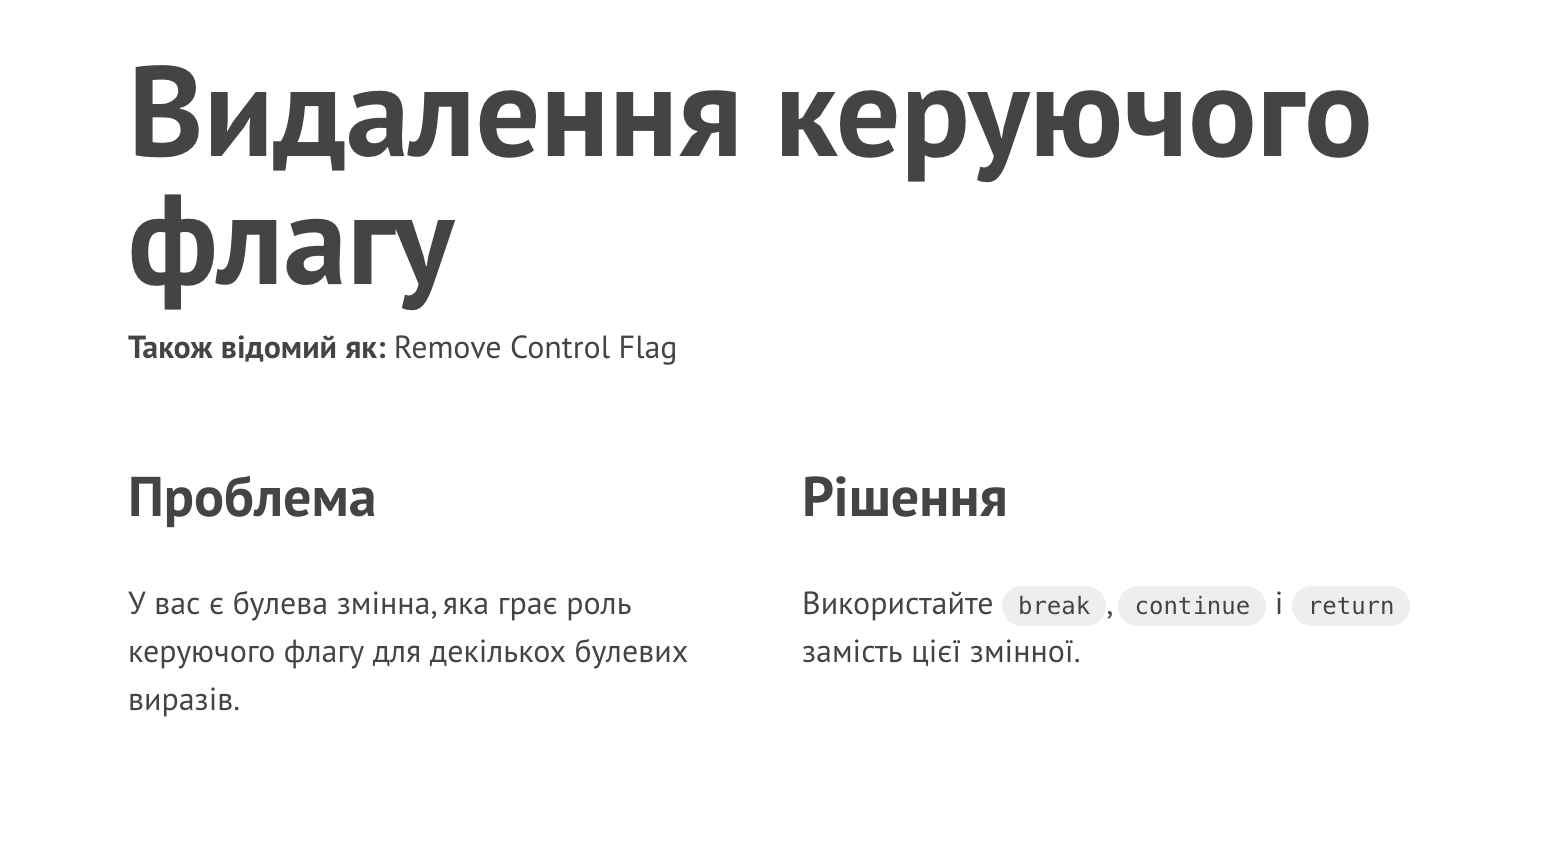 Видалення керуючого
флагу
Також відомий як: Remove Control Flag
Проблема
У вас є булева змінна, яка грає роль
керуючого флагу для декількох булевих
виразів.
Рішення
Використайте break, continue і return
замість цієї змінної.